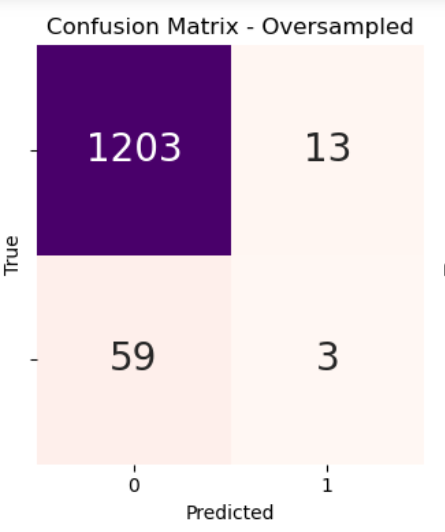 Confusion Matrix - Oversampled
1203 13
True
59 3
0 1
Predicted